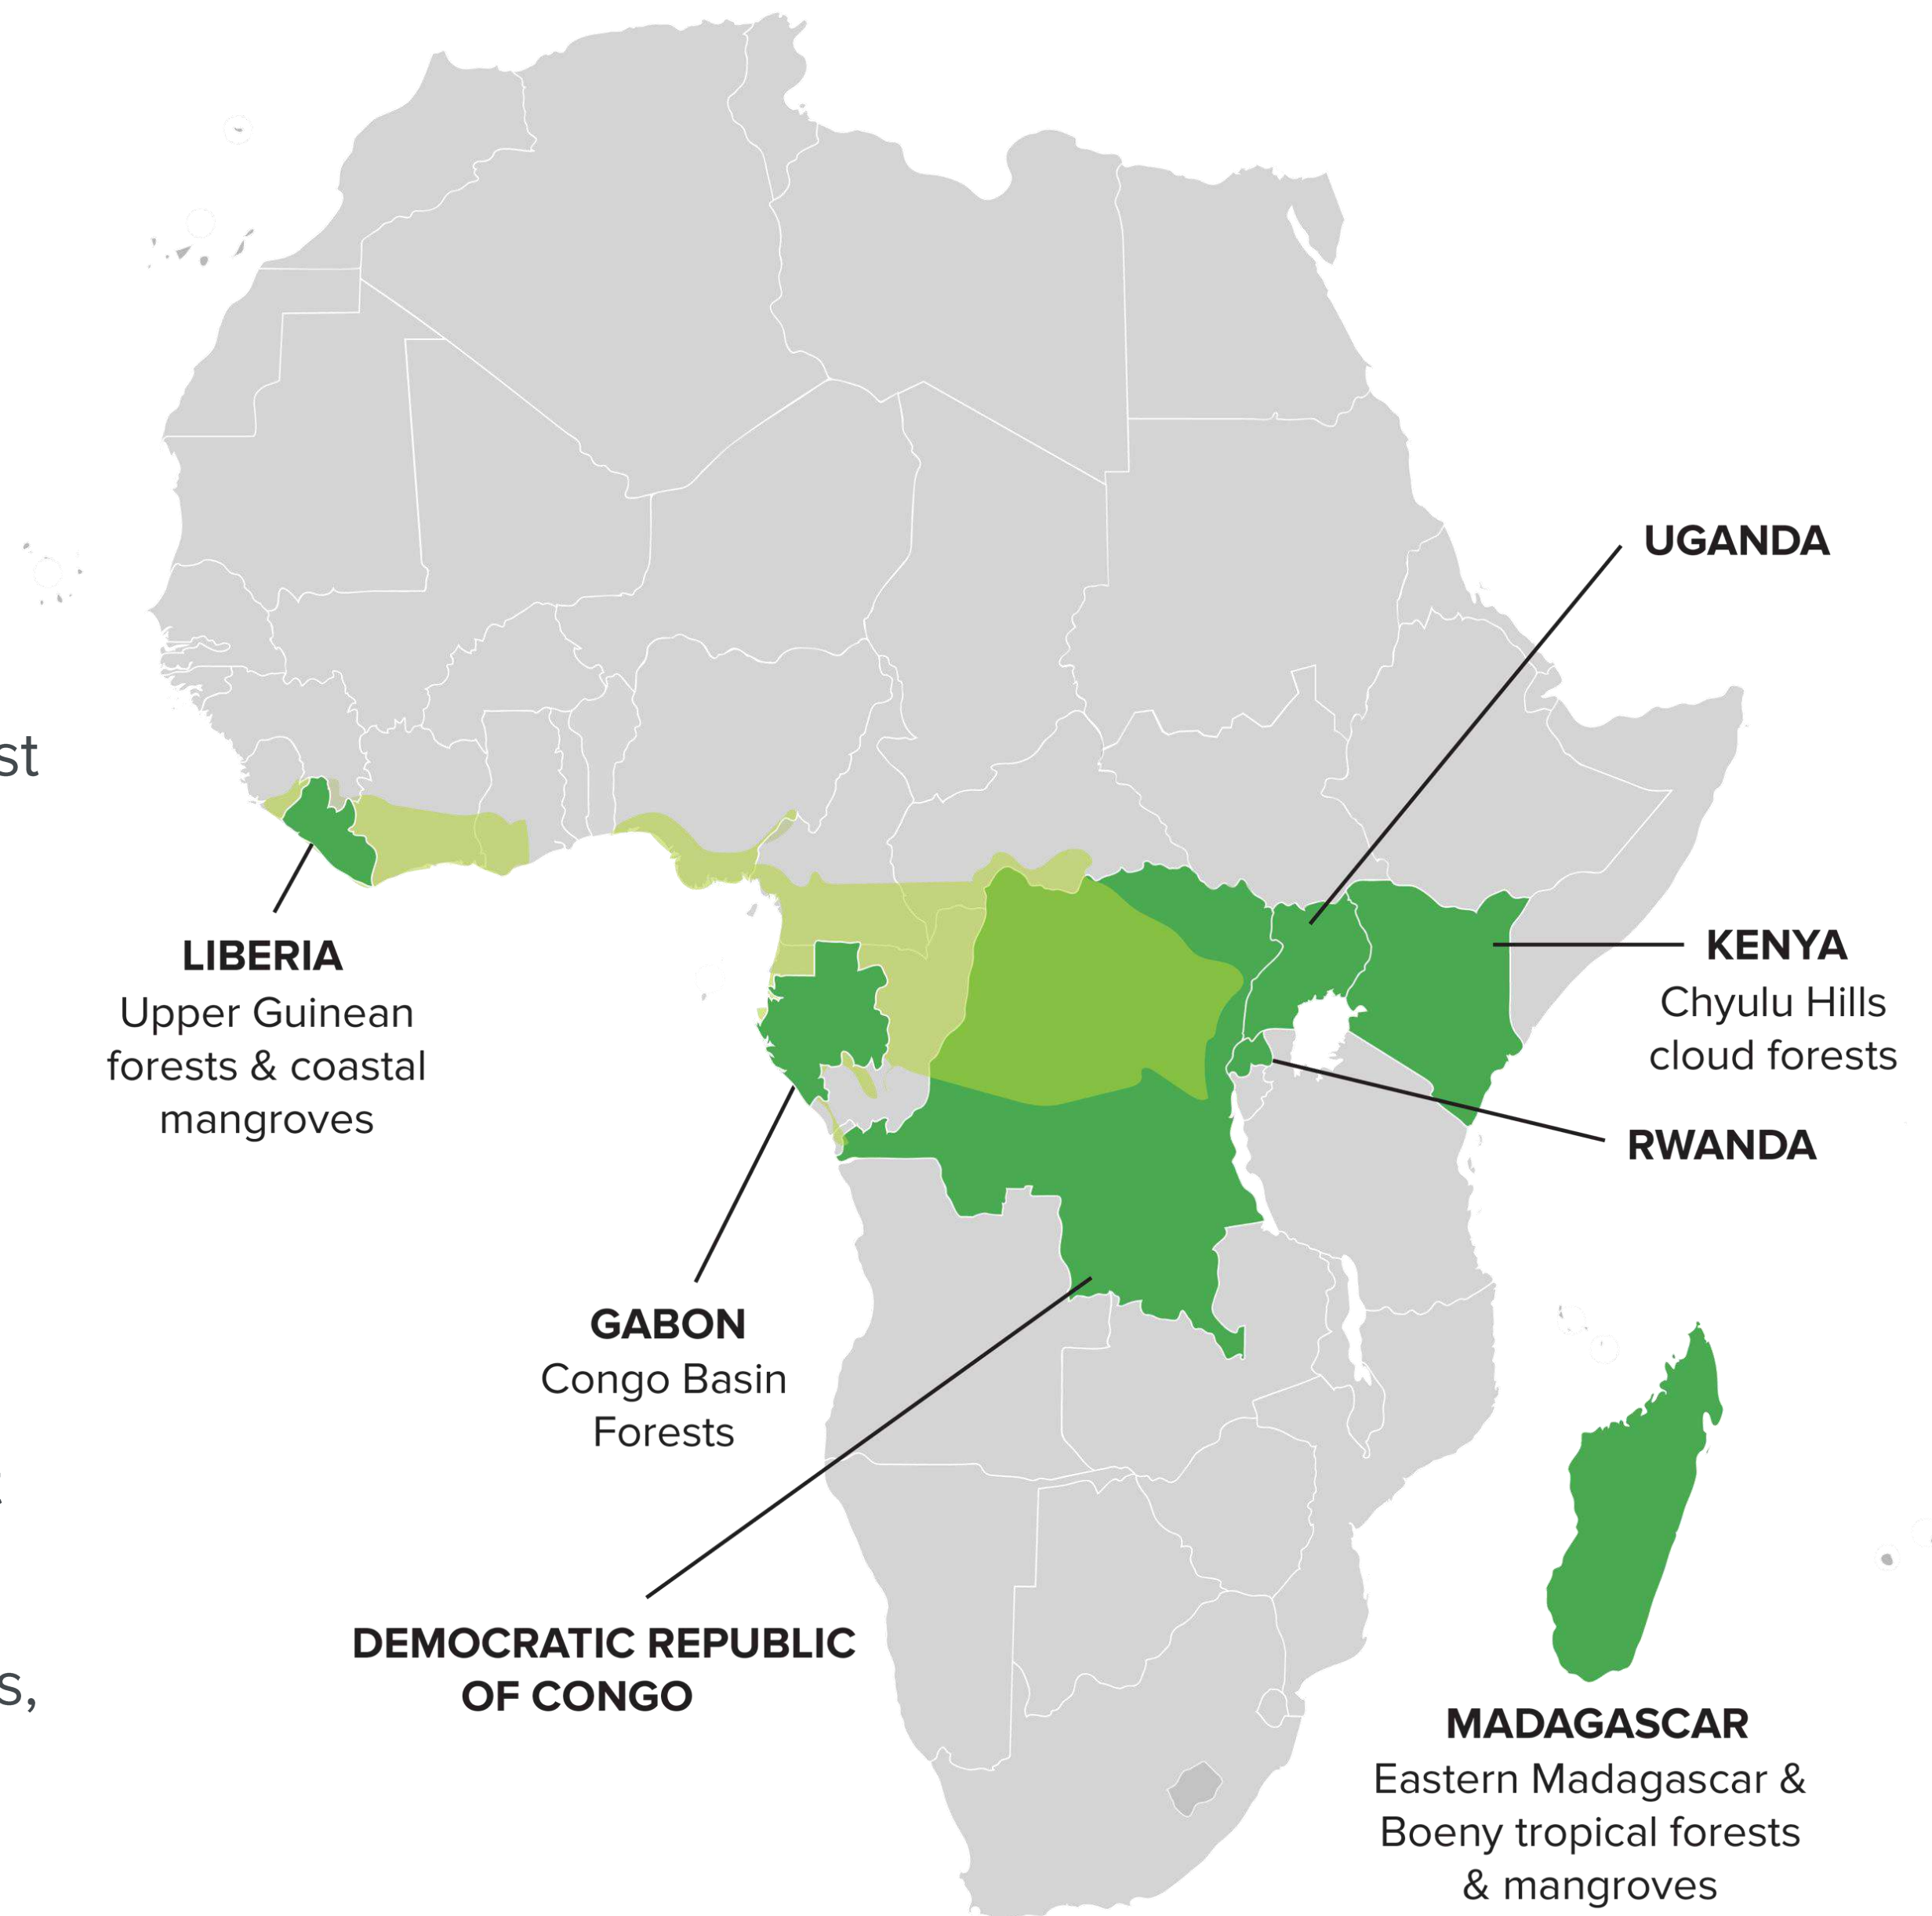 st
s,
UGANDA
KENYA
Chyulu Hills
cloud forests
RWANDA
LIBERIA
Upper Guinean
forests & coastal
mangroves
GABON
Congo Basin
Forests
DEMOCRATIC REPUBLIC
OF CONGO
MADAGASCAR
Eastern Madagascar &
Boeny tropical forests
& mangroves